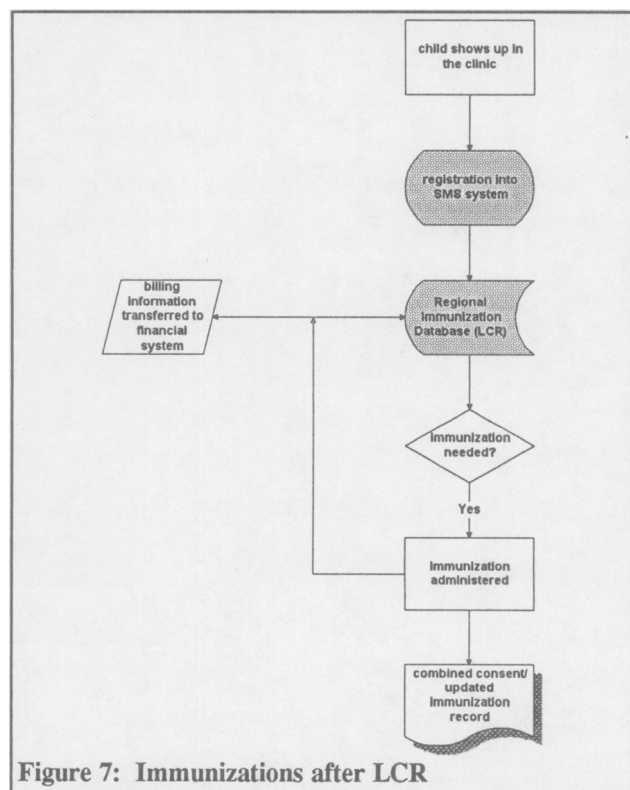 child shows up in
the clinic
registration into
SMS system
billing
information
transferred to
financial
system
Regional
Immunization
Database (LCR)
Immunization
needed?
Yes
Immunization
administered
combined consent/
updated
Immunization
record
Figure 7: Immunizations after LCR